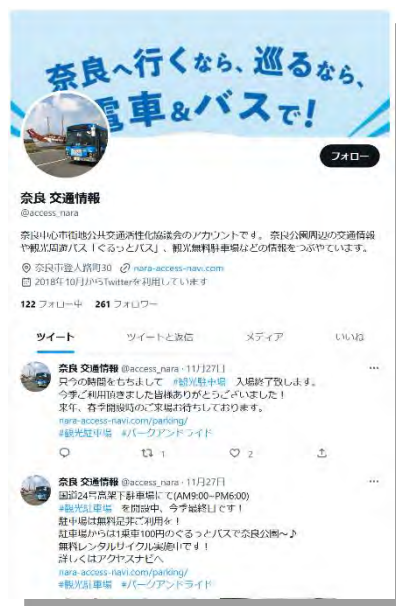 奈良へ行くなら、巡るなら、
電車&バスで!
フォロー
奈良 交通情報
@access_nara
奈良中心市街地公共交通活性化協議会のアカウントです。奈良公園周辺の交通情報
や観光周遊バス「ぐるっとバス」、観光無料駐車場などの情報をつぶやています。
奈良市登大路町30 nara-access-navi.com
2018年10月からTwitterを利用しています
122 フォロー中 261 フォロワー
ツイート ツイートと返信 メディア いいね
奈良 交通情報 @access_nara · 11月27日
只今の時間をもちまして #観光駐車場 入場終了致します。
今季ご利用頂きました皆様ありがとうございました!
来年、春季開設時のご来場お待ちしております。
nara-access-navi.com/parking/
#観光駐車場 #パークアンドライド
1 2
奈良 交通情報 @access_nara · 11月27日
国道24号高架下駐車場にて(AM9:00~PM6:00)
#観光駐車場 を開設中、今季最終日です!
駐車場は無料是非ご利用を!
駐車場からは1乗車100円のぐるっとバスで奈良公園へ♪
無料レンタルサイクル実施中です!
詳しくはアクセスナビへ
nara-access-navi.com/parking/
#観光駐車場 #パークアンドライド